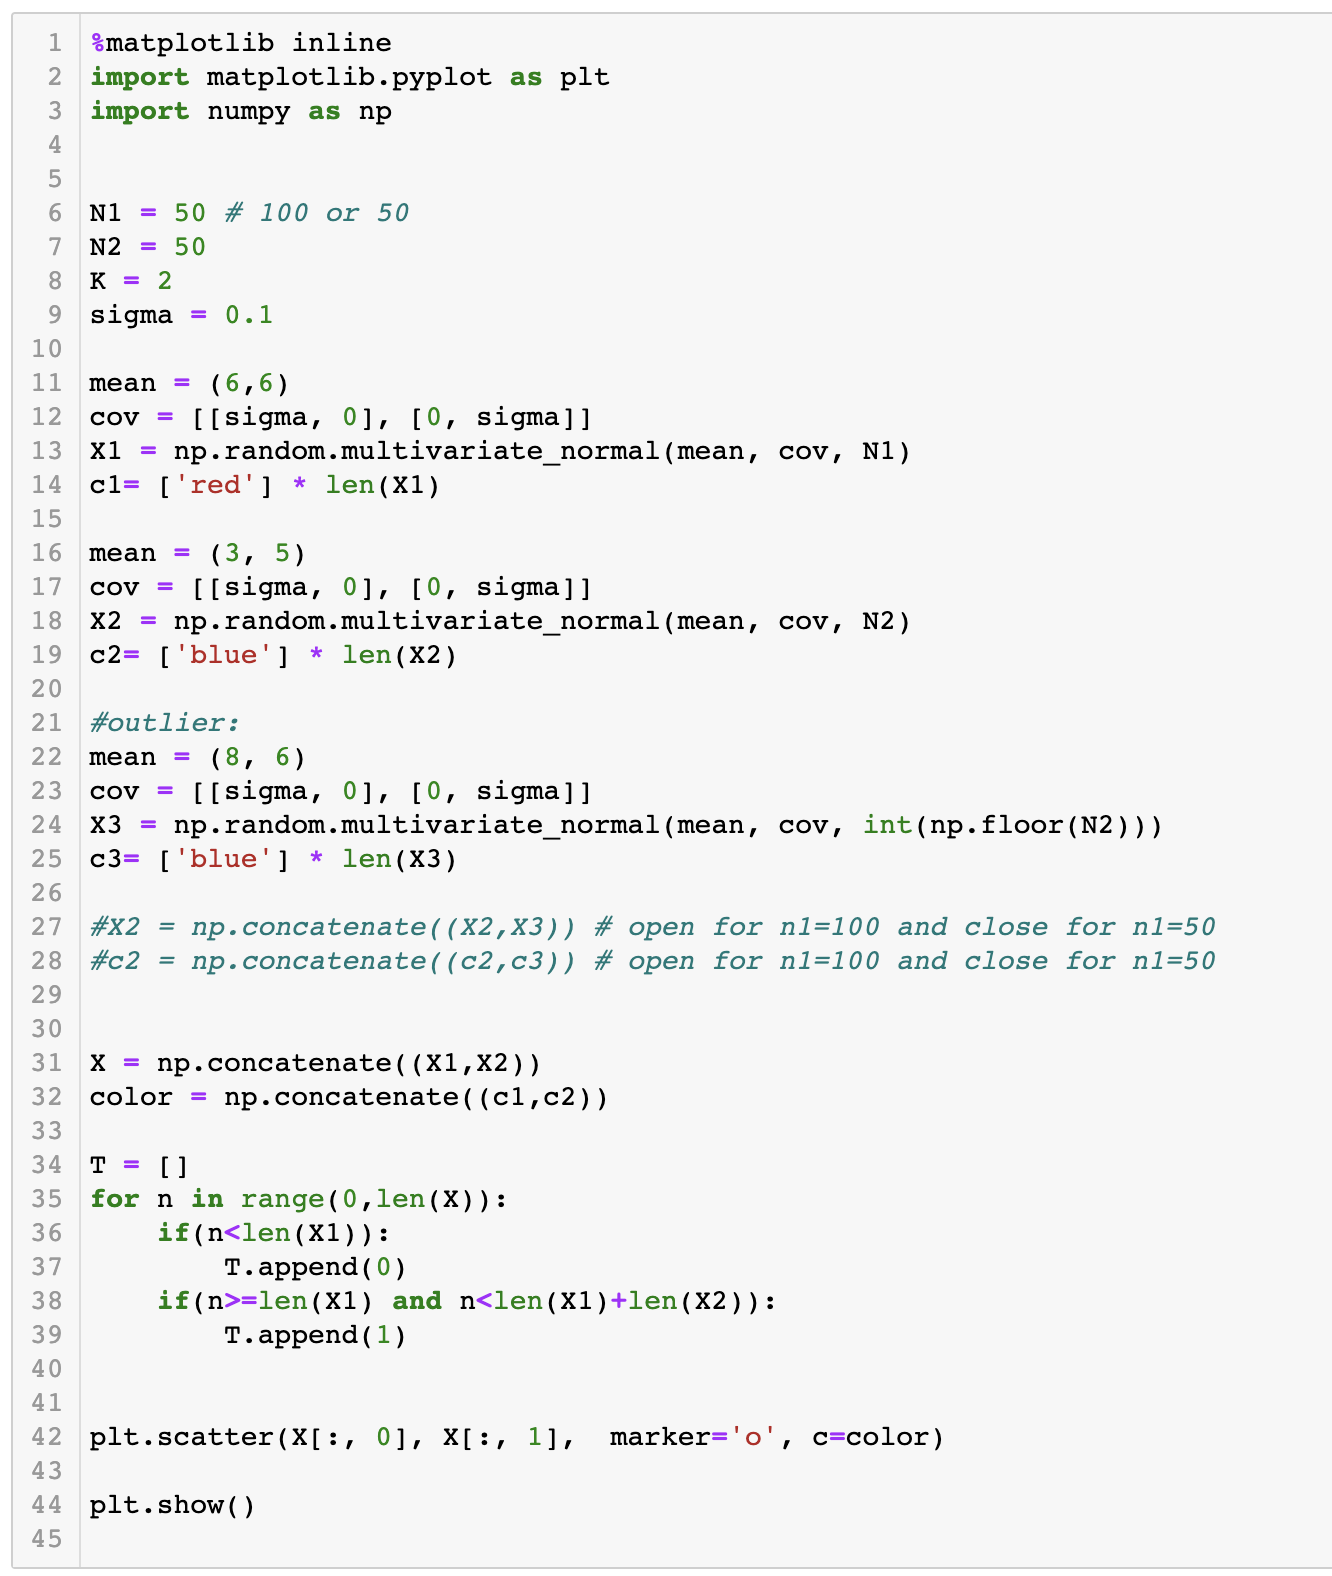 1 %matplotlib inline
2 import matplotlib.pyplot as plt
3 import numpy as np
4
5
6 N1 = 50 # 100 or 50
7 N2 = 50
8 K = 2
9 sigma = 0.1
10
11 mean = (6,6)
12 cov = [[sigma, 0], [0, sigma]]
13 X1 = np.random.multivariate_normal(mean, cov, N1)
14 c1= ['red'] * len(X1)
15
16 mean = (3, 5)
17 cov = [[sigma, 0], [0, sigma]]
18 X2 = np.random.multivariate_normal(mean, cov, N2)
19 c2= ['blue'] * len(X2)
20
21 #outlier:
22 mean = (8, 6)
23 cov = [[sigma, 0], [0, sigma]]
24 X3 = np.random.multivariate_normal(mean, cov, int(np.floor(N2)))
25 c3= ['blue'] * len(X3)
26
27 #X2 = np.concatenate((X2,X3)) # open for n1=100 and close for n1=50
28 #c2 = np.concatenate((c2,c3)) # open for n1=100 and close for n1=50
29
30
31 X = np.concatenate((X1,X2))
32 color = np.concatenate((c1,c2))
33
34 T = []
35 for n in range(0,len(X)):
36     if(n<len(X1)):
37         T.append(0)
38     if(n>=len(X1) and n<len(X1)+len(X2)):
39         T.append(1)
40
41
42 plt.scatter(X[:, 0], X[:, 1],  marker='o', c=color)
43
44 plt.show()
45